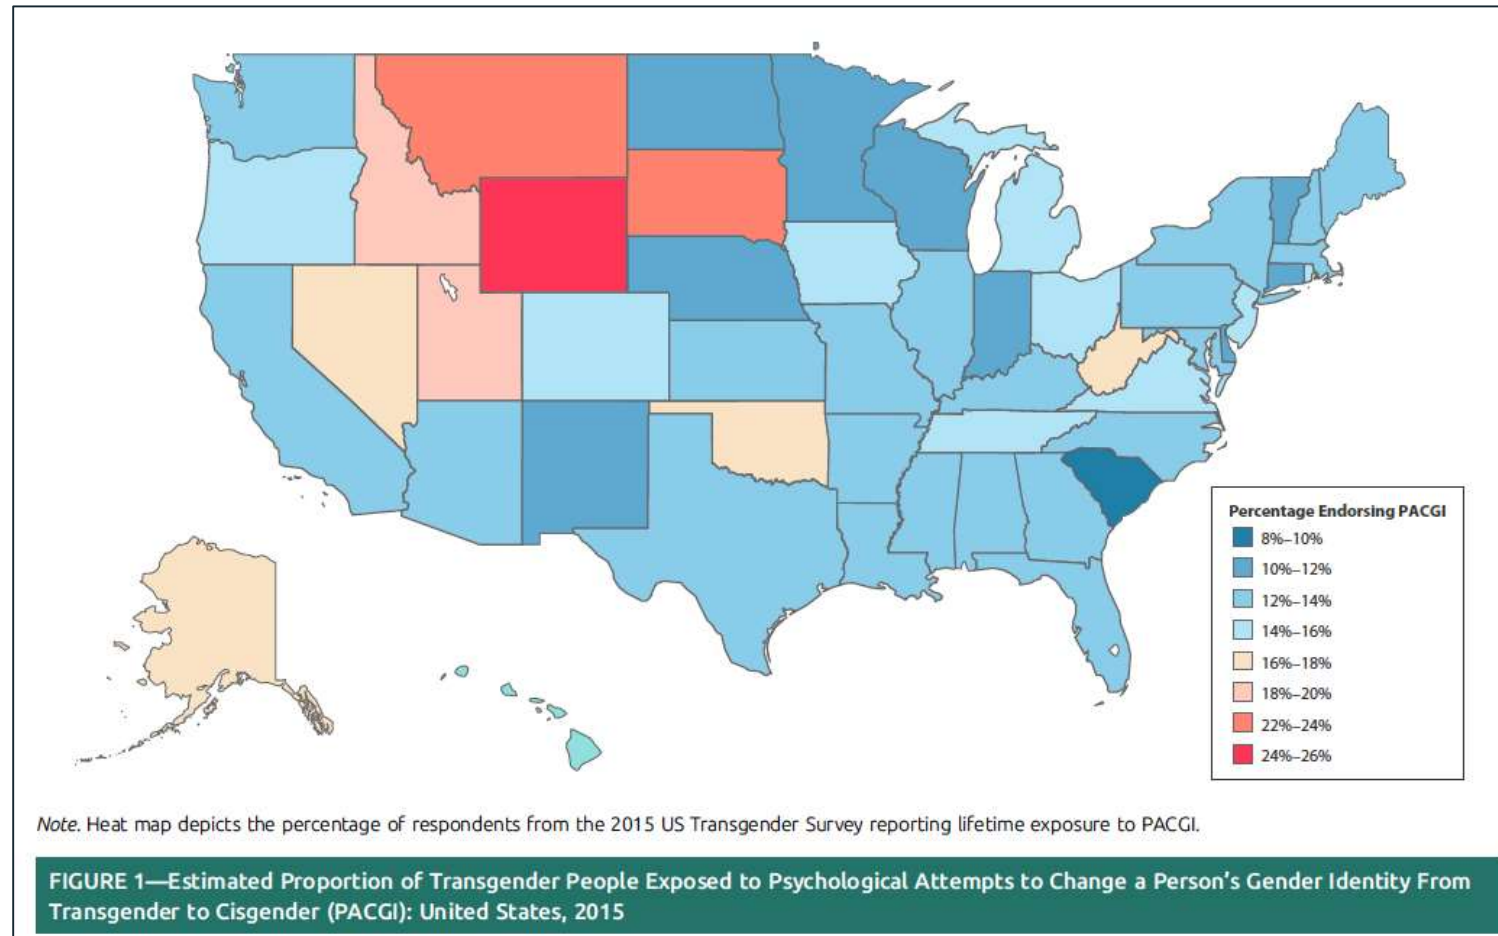 Percentage Endorsing PACGI
8%–10%
10%–12%
12%–14%
14%–16%
16%–18%
18%–20%
22%–24%
24%–26%
Note. Heat map depicts the percentage of respondents from the 2015 US Transgender Survey reporting lifetime exposure to PACGI.
FIGURE 1—Estimated Proportion of Transgender People Exposed to Psychological Attempts to Change a Person's Gender Identity From
Transgender to Cisgender (PACGI): United States, 2015